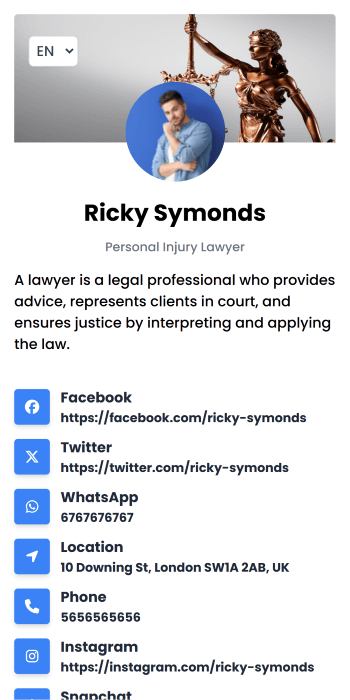 EN
Ricky Symonds
Personal Injury Lawyer
A lawyer is a legal professional who provides
advice, represents clients in court, and
ensures justice by interpreting and applying
the law.
Facebook
https://facebook.com/ricky-symonds
Twitter
https://twitter.com/ricky-symonds
WhatsApp
6767676767
Location
10 Downing St, London SW1A 2AB, UK
Phone
5656565656
Instagram
https://instagram.com/ricky-symonds
Snapchat